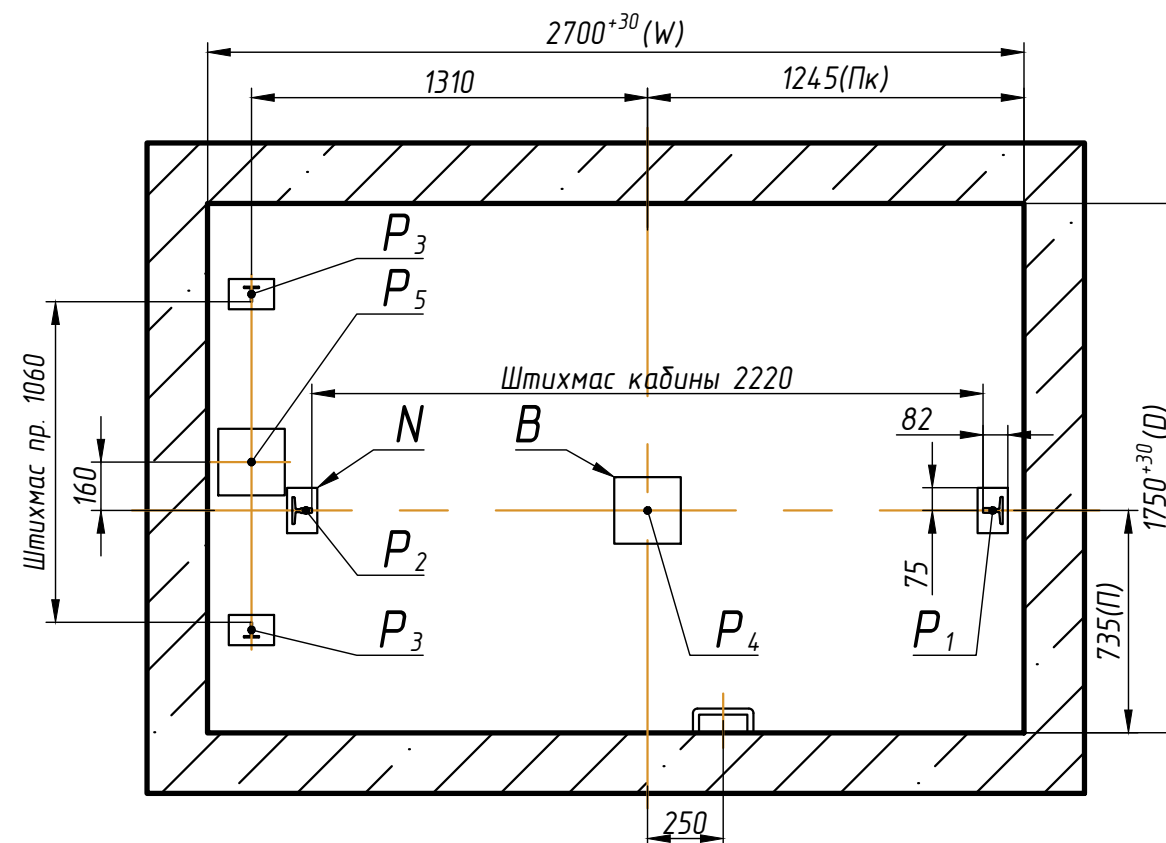 2700⁺³⁰(W)
1310
1245(Пк)
P₃
P₅
Штихмас пр. 1060
Штихмас кабины 2220
N
B
82
1750⁺³⁰(D)
160
P₂
75
P₃
P₄
P₁
735(П)
250